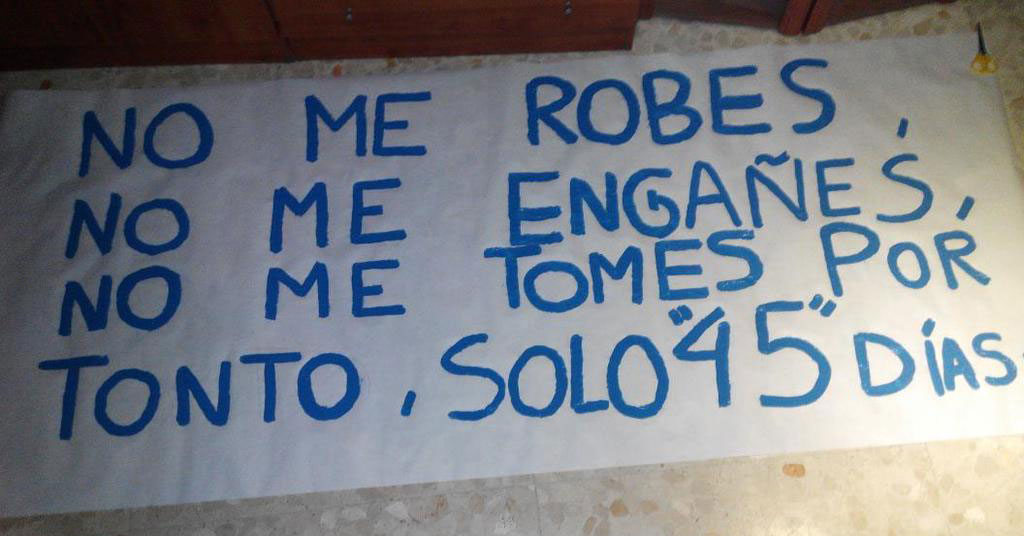 NO ME ROBES,
NO ME ENGAÑES,
NO ME TOMES POR
TONTO, SOLO "45" DÍAS.